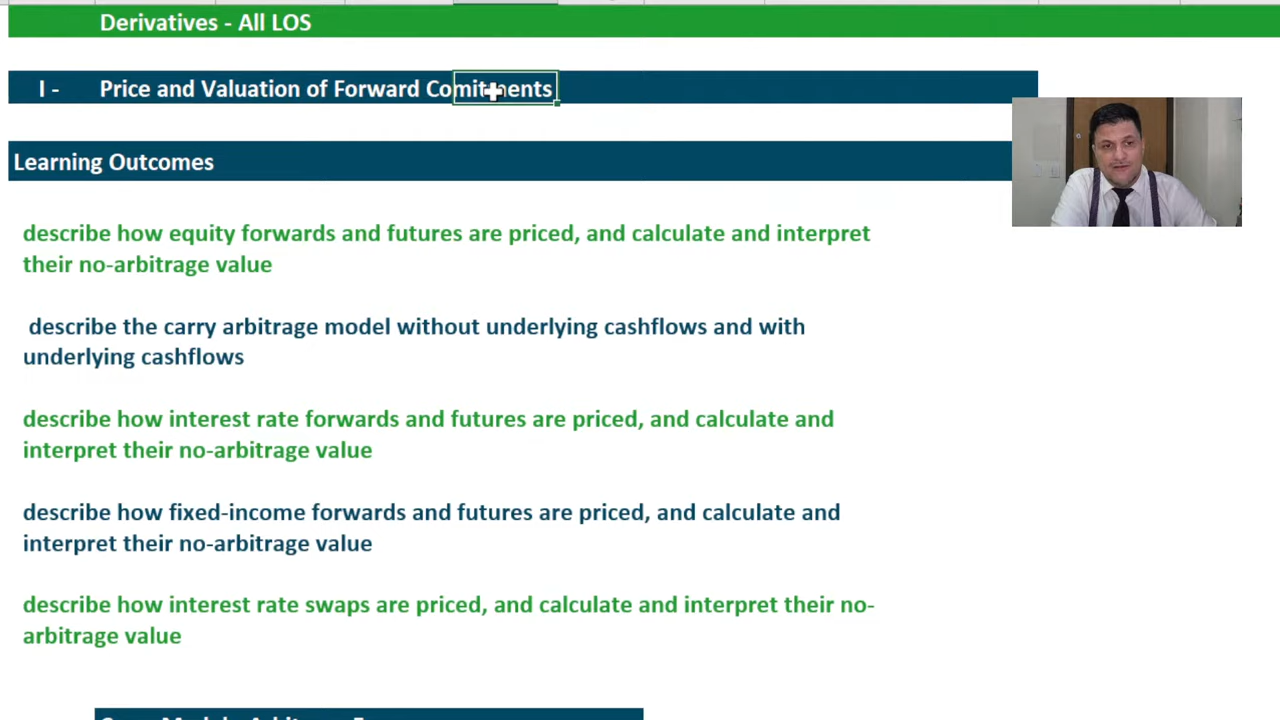 Derivatives - All LOS
I - Price and Valuation of Forward Comitments
Learning Outcomes
describe how equity forwards and futures are priced, and calculate and interpret
their no-arbitrage value
describe the carry arbitrage model without underlying cashflows and with
underlying cashflows
describe how interest rate forwards and futures are priced, and calculate and
interpret their no-arbitrage value
describe how fixed-income forwards and futures are priced, and calculate and
interpret their no-arbitrage value
describe how interest rate swaps are priced, and calculate and interpret their no-
arbitrage value